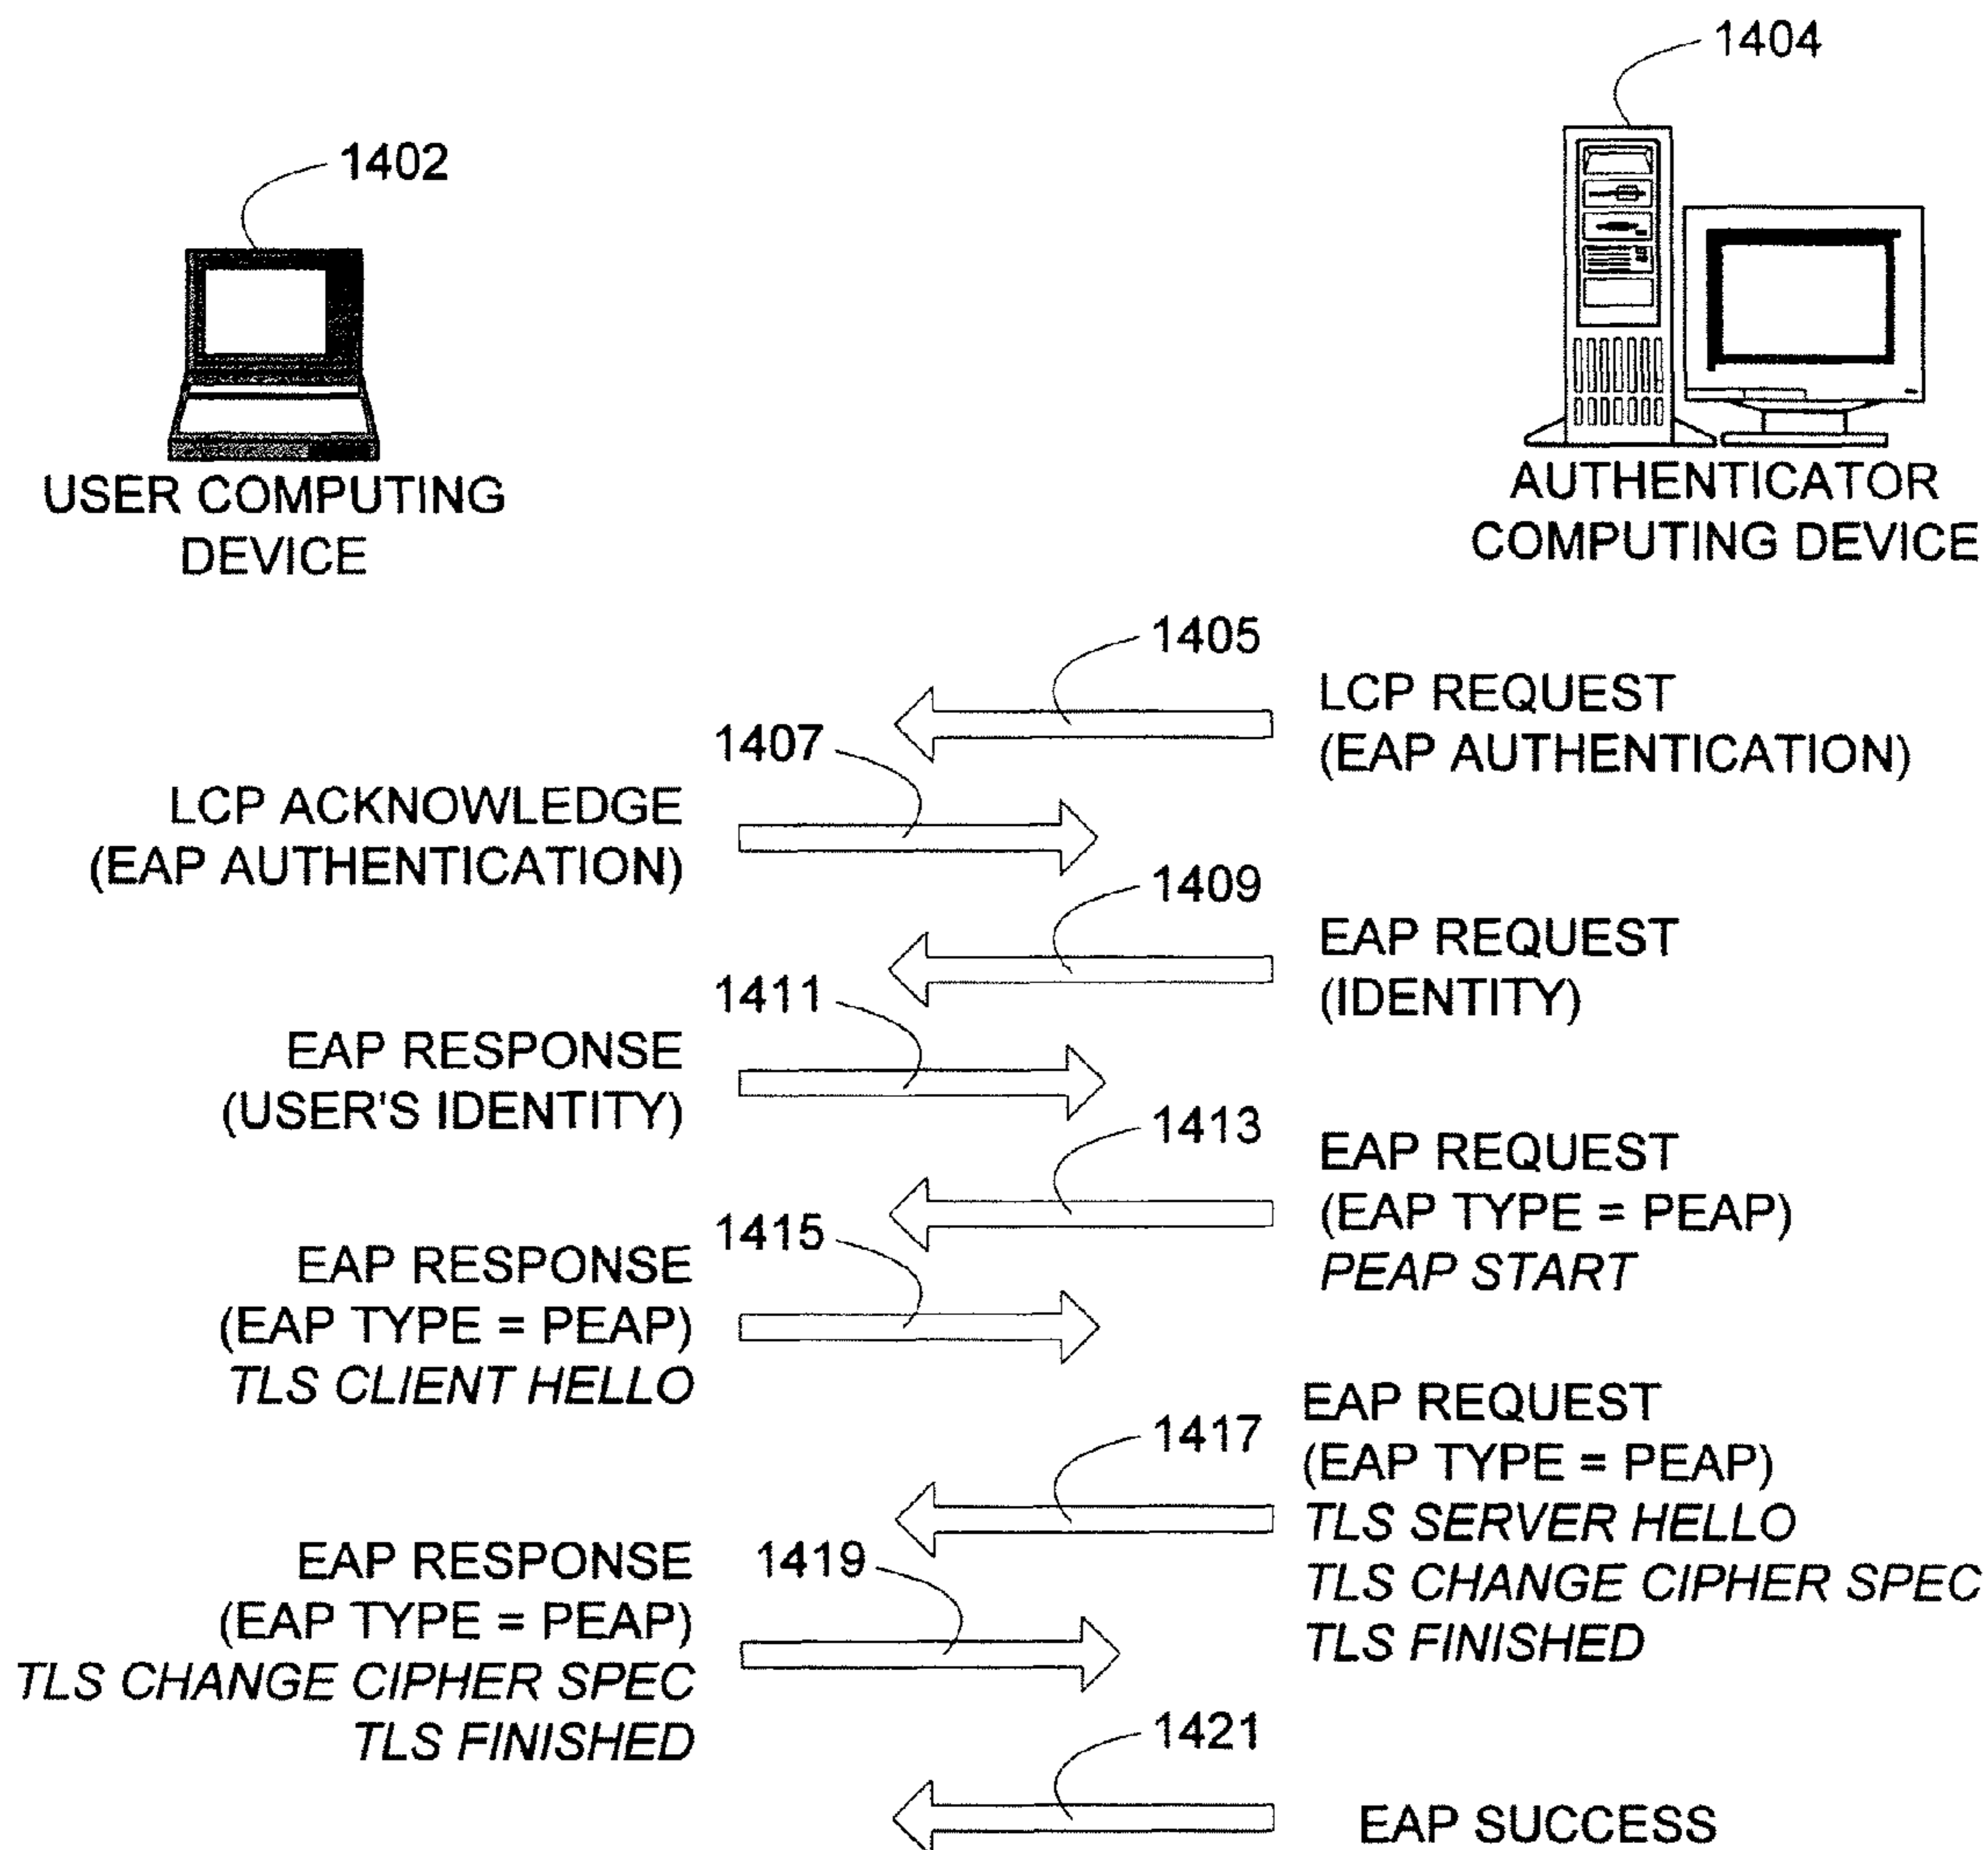 1404
1402
USER COMPUTING
DEVICE
AUTHENTICATOR
COMPUTING DEVICE
1405
LCP REQUEST
(EAP AUTHENTICATION)
1407
LCP ACKNOWLEDGE
(EAP AUTHENTICATION)
1409
EAP REQUEST
(IDENTITY)
1411
EAP RESPONSE
(USER'S IDENTITY)
1413
EAP REQUEST
(EAP TYPE = PEAP)
PEAP START
1415
EAP RESPONSE
(EAP TYPE = PEAP)
TLS CLIENT HELLO
1417
EAP REQUEST
(EAP TYPE = PEAP)
TLS SERVER HELLO
TLS CHANGE CIPHER SPEC
TLS FINISHED
1419
EAP RESPONSE
(EAP TYPE = PEAP)
TLS CHANGE CIPHER SPEC
TLS FINISHED
1421
EAP SUCCESS